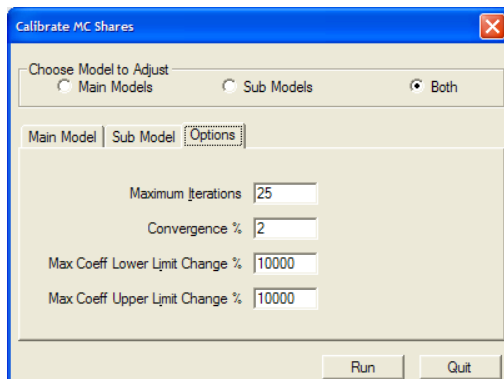 Calibrate MC Shares
Choose Model to Adjust
Main Models Sub Models Both
Main Model Sub Model Options
Maximum Iterations 25
Convergence % 2
Max Coeff Lower Limit Change % 10000
Max Coeff Upper Limit Change % 10000
Run Quit